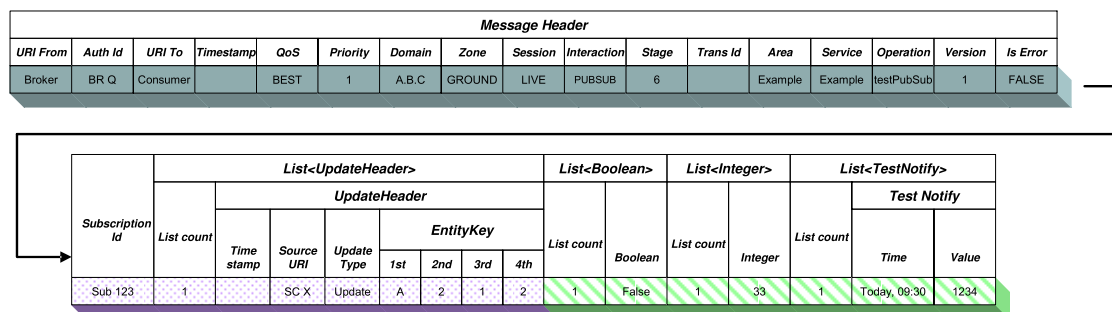 Message Header
URI From Auth Id URI To Timestamp QoS Priority Domain Zone Session Interaction Stage Trans Id Area Service Operation Version Is Error
Broker BR Q Consumer BEST 1 A.B.C GROUND LIVE PUBSUB 6 Example Example testPubSub 1 FALSE
List<UpdateHeader> List<Boolean> List<Integer> List<TestNotify>
UpdateHeader Test Notify
Subscription Id List count Time stamp Source URI Update Type EntityKey List count Boolean List count Integer List count Time Value
1st 2nd 3rd 4th
Sub 123 1 SC X Update A 2 1 2 1 False 1 33 1 Today, 09:30 1234